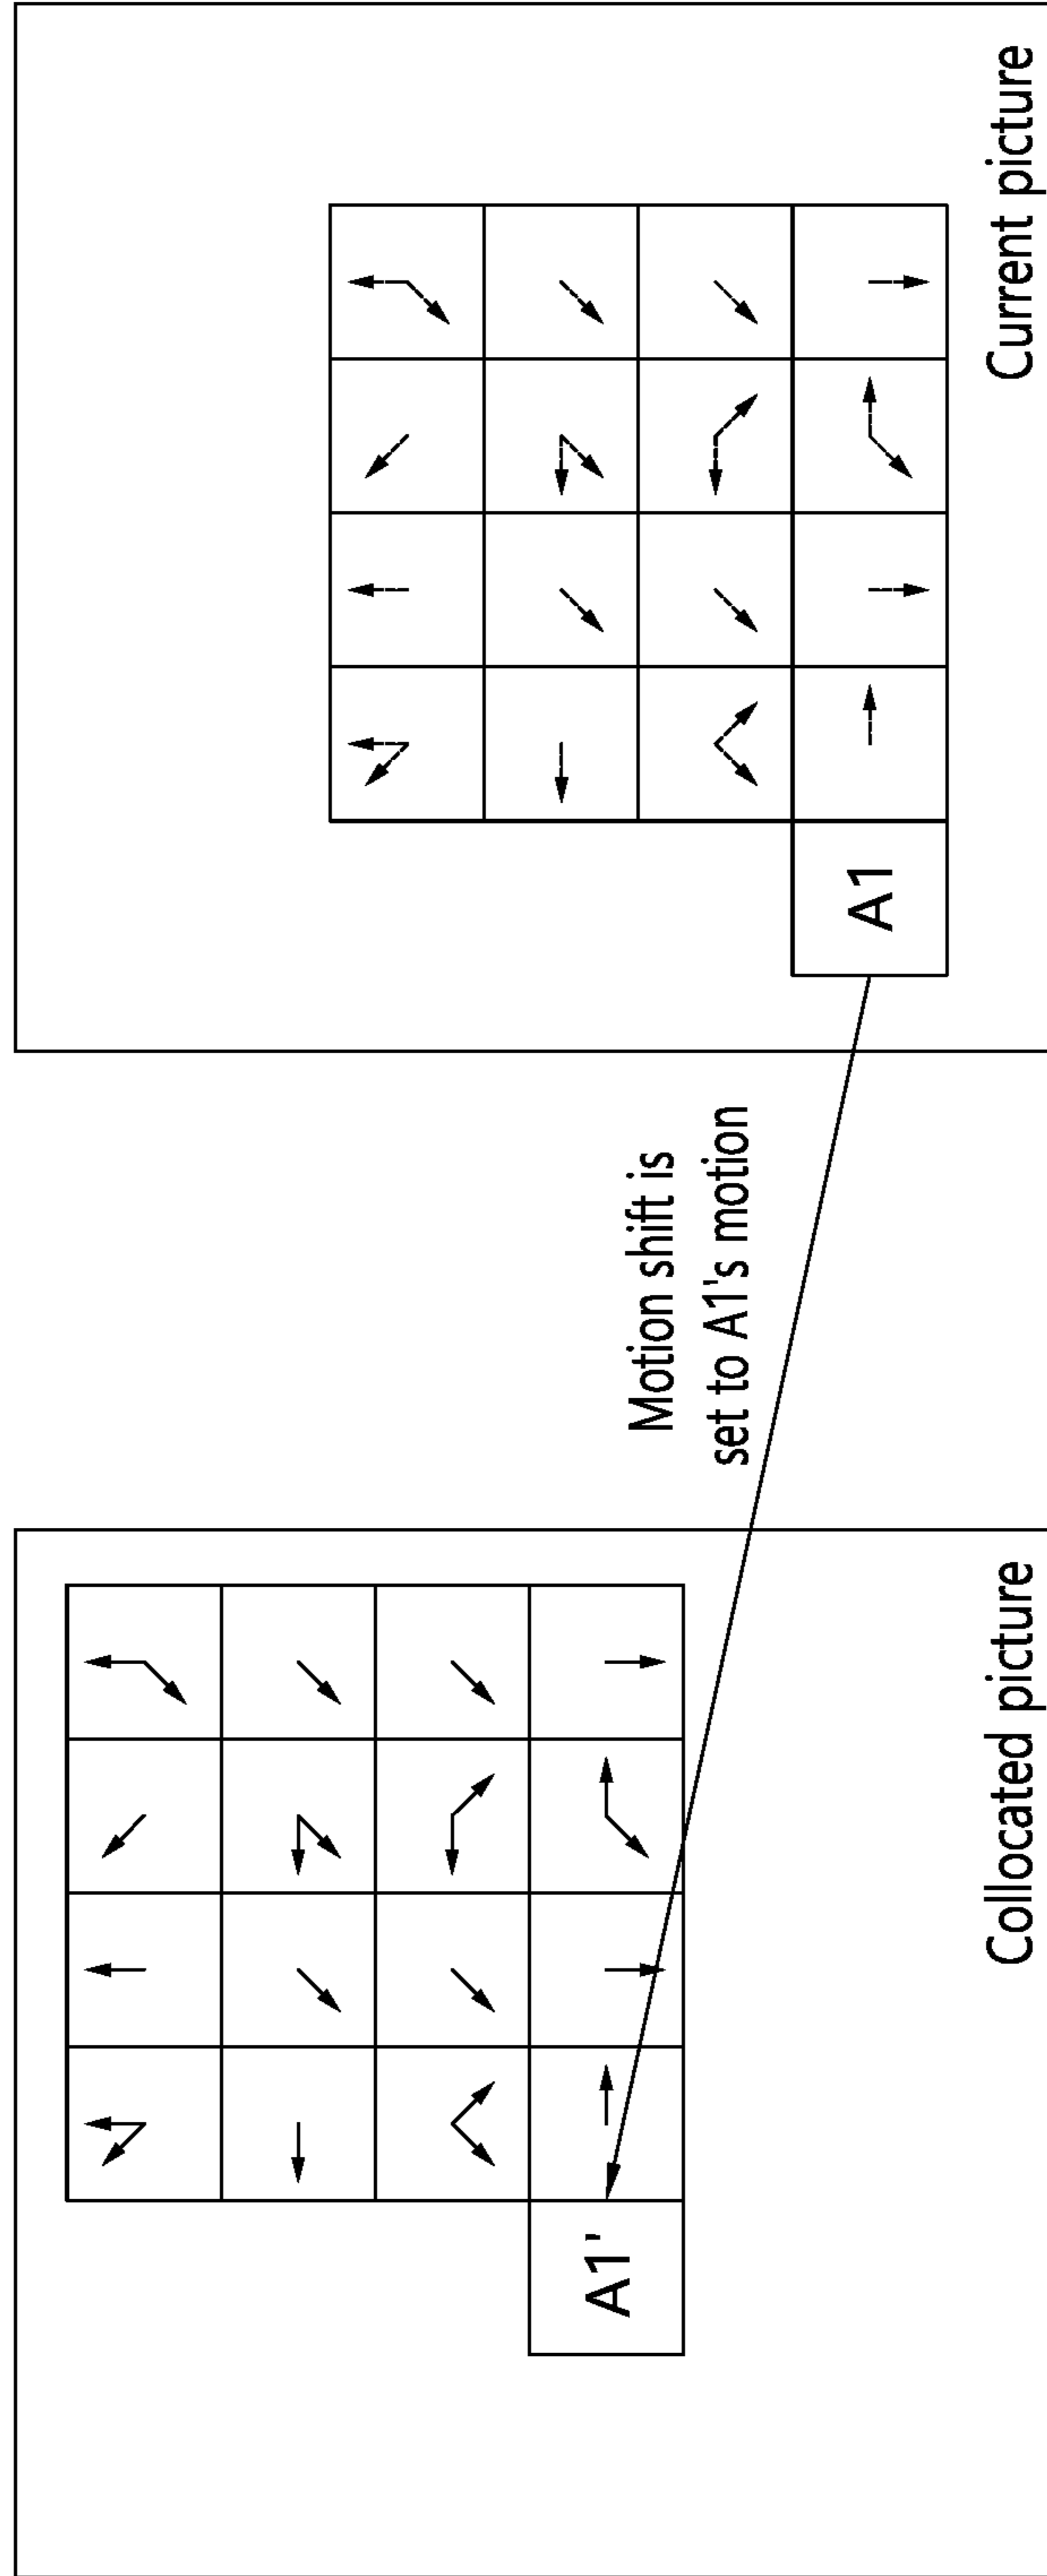 A1'
Collocated picture
Motion shift is
set to A1's motion
A1
Current picture